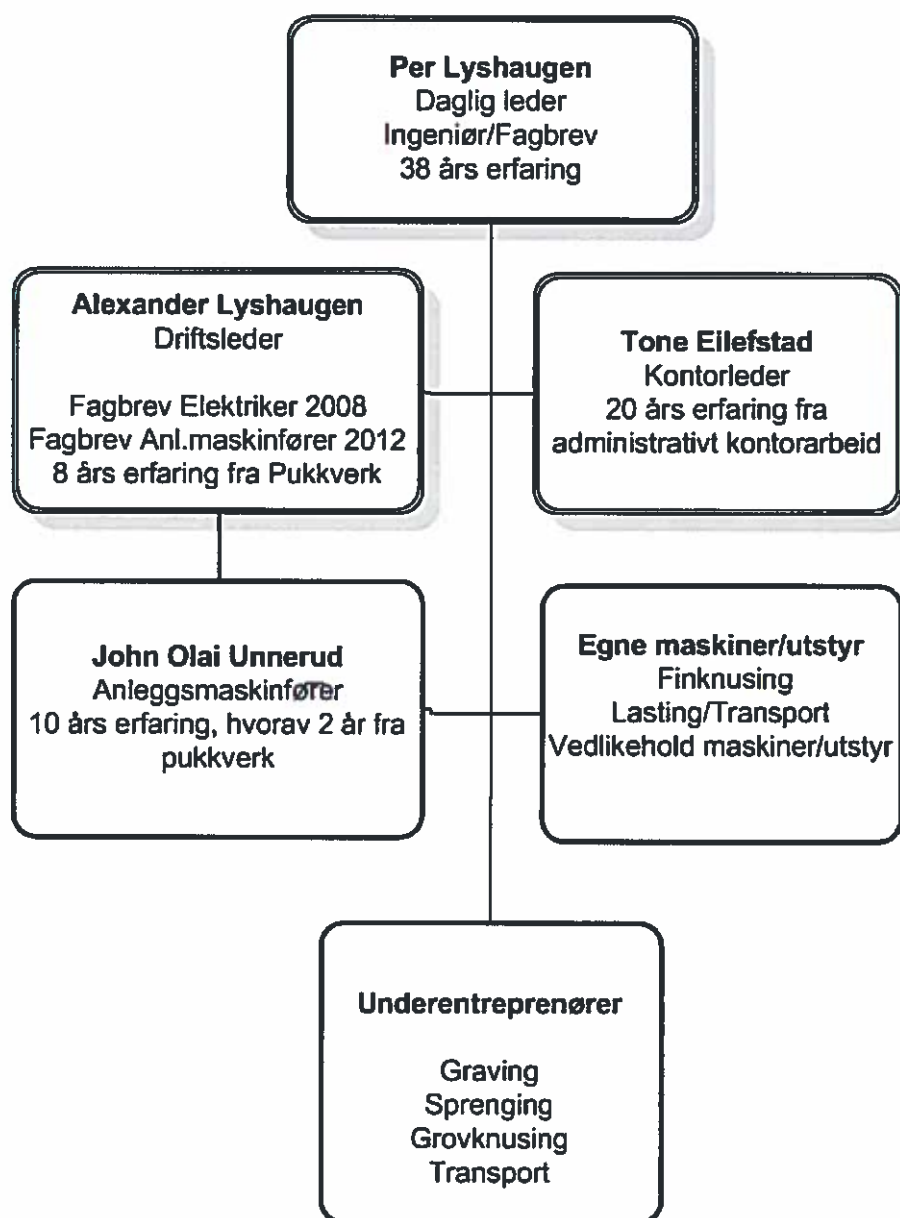 Per Lyshaugen
Daglig leder
Ingeniør/Fagbrev
38 års erfaring
Alexander Lyshaugen
Driftsleder
Fagbrev Elektriker 2008
Fagbrev Anl.maskinfører 2012
8 års erfaring fra Pukkverk
Tone Eilefstad
Kontorleder
20 års erfaring fra
administrativt kontorarbeid
John Olai Unnerud
Anleggsmaskinfører
10 års erfaring, hvorav 2 år fra
pukkverk
Egne maskiner/utstyr
Finknusing
Lasting/Transport
Vedlikehold maskiner/utstyr
Underentreprenører
Graving
Sprenging
Grovknusing
Transport